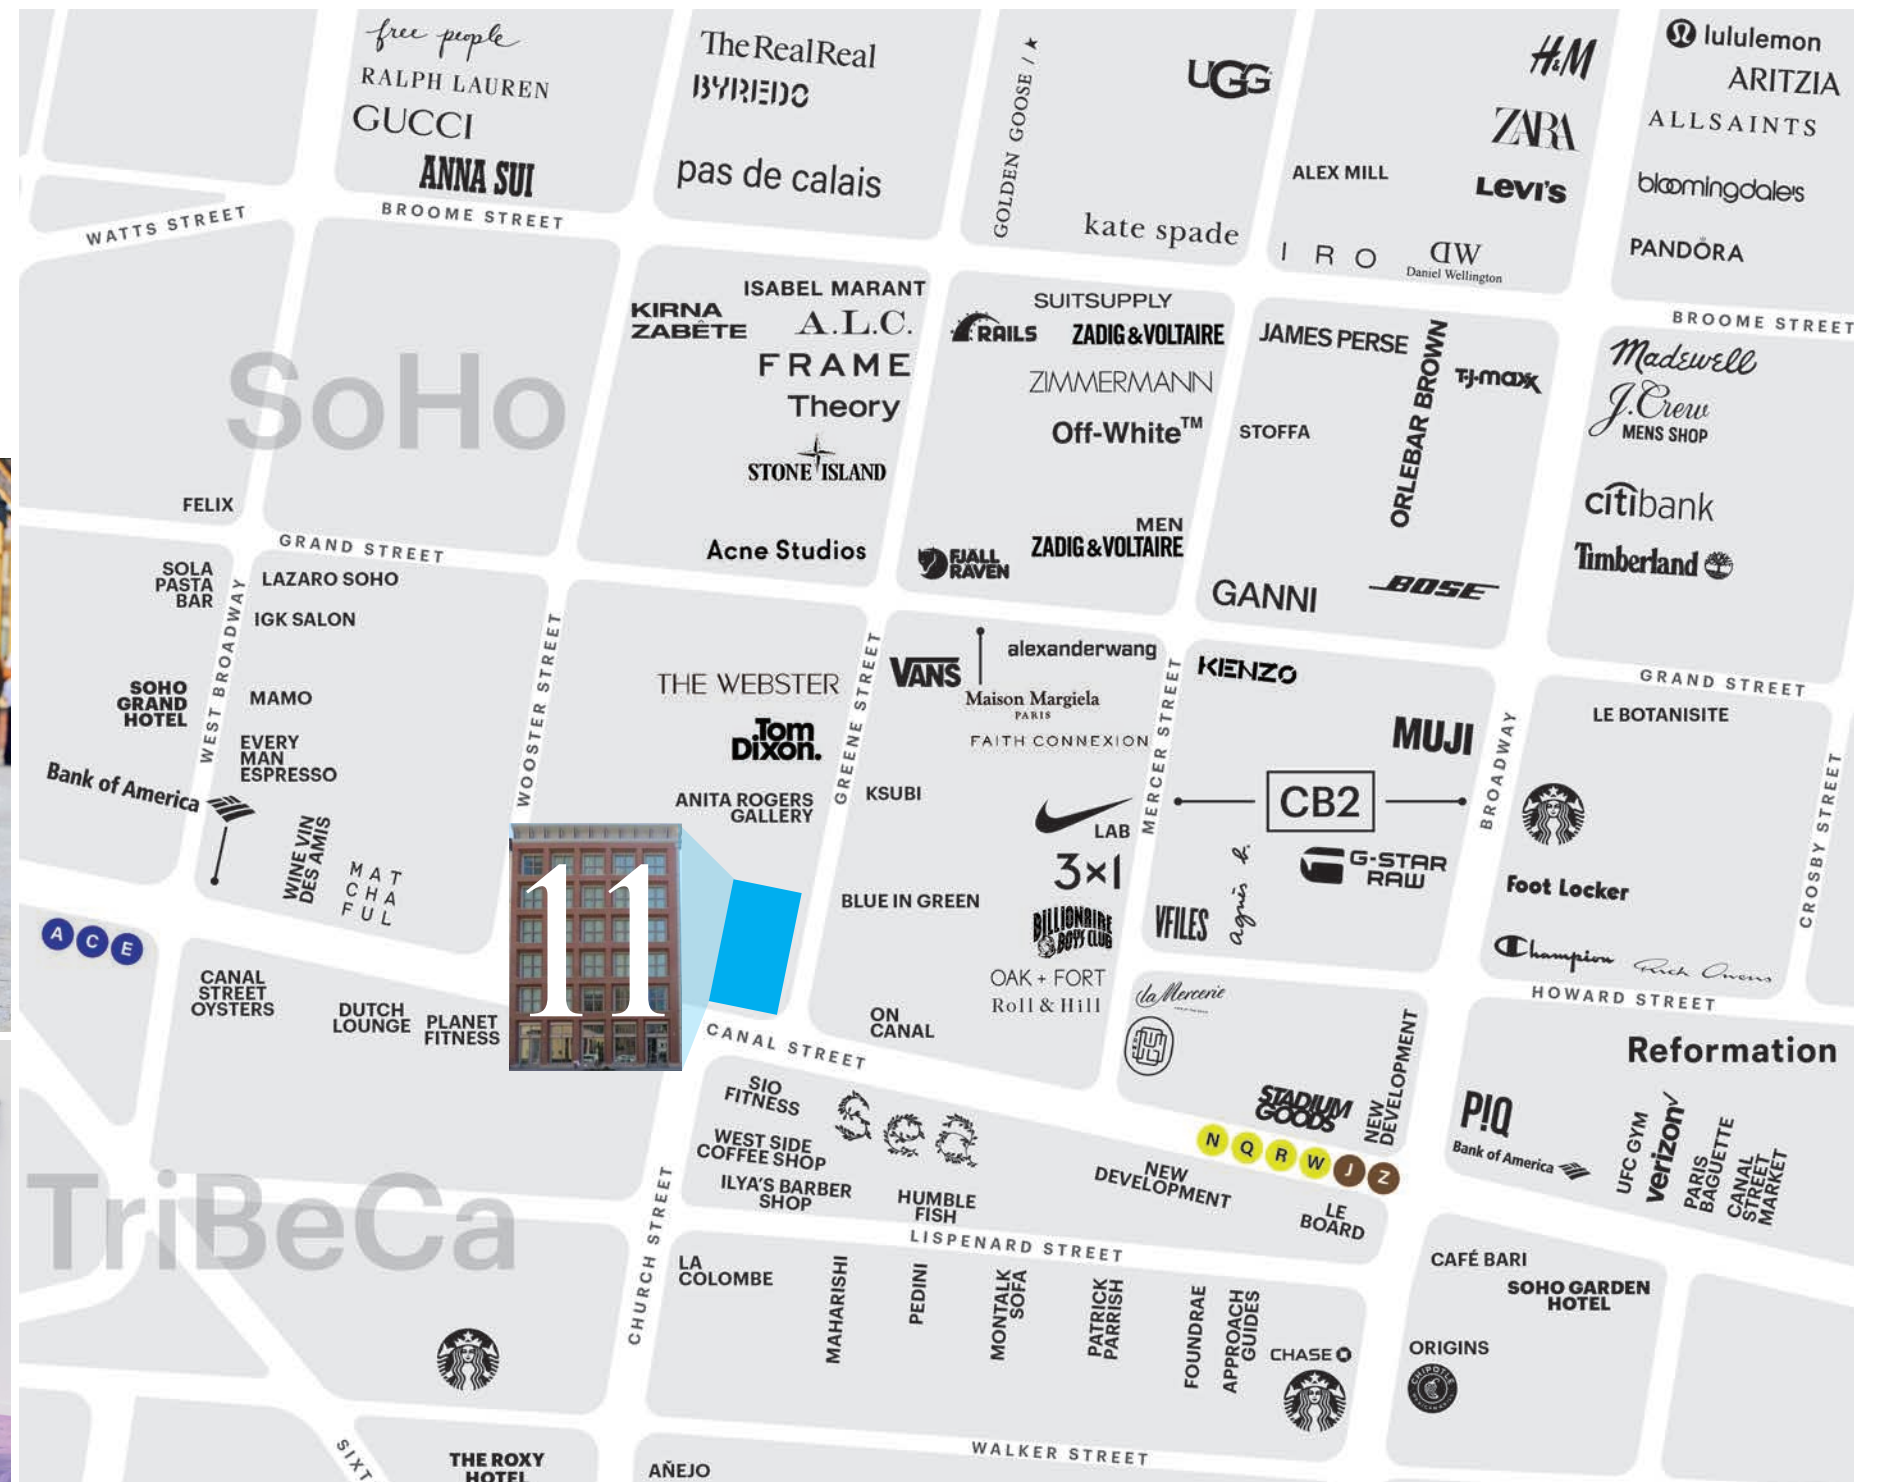 free people
RALPH LAUREN
GUCCI
ANNA SUI
The RealReal
BYREDO
pas de calais
GOLDEN GOOSE /
UGG
kate spade
H&M
ZARA
ALEX MILL
LEVI'S
I R O
DW
Daniel Wellington
lululemon
ARITZIA
ALLSAINTS
bloomingdale's
PANDÖRA
WATTS STREET
BROOME STREET
BROOME STREET
SoHo
KIRNA
ZABÊTE
ISABEL MARANT
A.L.C.
FRAME
Theory
STONE ISLAND
Acne Studios
RAILS
SUITSUPPLY
ZADIG & VOLTAIRE
ZIMMERMANN
Off-White™
FJÄLL
RAVEN
MEN
ZADIG & VOLTAIRE
JAMES PERSE
STOFFA
ORLEBAR BROWN
T·J·maxx
GANNI
BOSE
Madewell
J.Crew
MENS SHOP
citibank
Timberland
FELIX
GRAND STREET
GRAND STREET
SOLA
PASTA
BAR
LAZARO SOHO
IGK SALON
WEST BROADWAY
SOHO
GRAND
HOTEL
MAMO
EVERY
MAN
ESPRESSO
Bank of America
WINE VIN
DES AMIS
MAT
CHA
FUL
WOOSTER STREET
THE WEBSTER
Tom
Dixon.
ANITA ROGERS
GALLERY
11
GREENE STREET
VANS
alexanderwang
Maison Margiela
PARIS
FAITH CONNEXION
KSUBI
LAB
3×1
BLUE IN GREEN
BILLIONAIRE
BOYS CLUB
OAK + FORT
Roll & Hill
ON
CANAL
MERCER STREET
KENZO
MUJI
CB2
G-STAR
RAW
VFILES
agnès b.
BROADWAY
LE BOTANISITE
Foot Locker
Champion
Rick Owens
CROSBY STREET
HOWARD STREET
A C E
CANAL
STREET
OYSTERS
DUTCH
LOUNGE
PLANET
FITNESS
CANAL STREET
la Mercerie
STADIUM
GOODS
NEW
DEVELOPMENT
N Q R W J Z
Reformation
P!Q
Bank of America
UFC GYM
verizon✓
PARIS
BAGUETTE
CANAL
STREET
MARKET
SIO
FITNESS
WEST SIDE
COFFEE SHOP
ILYA'S BARBER
SHOP
HUMBLE
FISH
NEW
DEVELOPMENT
LE
BOARD
TriBeCa
CHURCH STREET
LISPENARD STREET
LA
COLOMBE
MAHARISHI
PEDINI
MONTALK
SOFA
PATRICK
PARRISH
FOUNDRAE
APPROACH
GUIDES
CHASE
CAFÉ BARI
SOHO GARDEN
HOTEL
ORIGINS
CHIPOTLE
SIXT
THE ROXY
HOTEL
AÑEJO
WALKER STREET